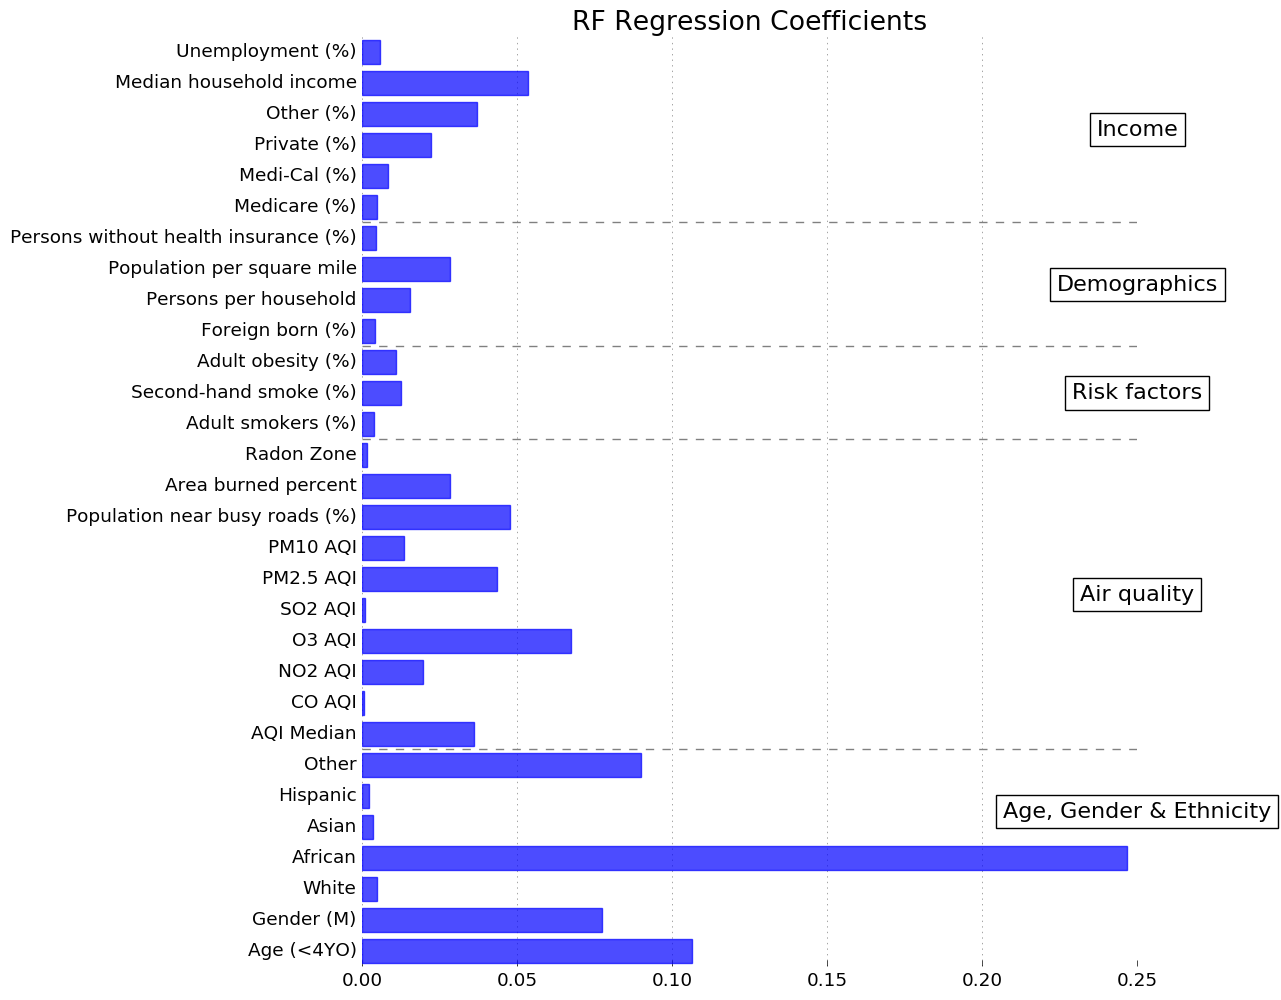 RF Regression Coefficients
Unemployment (%)
Median household income
Other (%)
Private (%)
Medi-Cal (%)
Medicare (%)
Persons without health insurance (%)
Population per square mile
Persons per household
Foreign born (%)
Adult obesity (%)
Second-hand smoke (%)
Adult smokers (%)
Radon Zone
Area burned percent
Population near busy roads (%)
PM10 AQI
PM2.5 AQI
SO2 AQI
O3 AQI
NO2 AQI
CO AQI
AQI Median
Other
Hispanic
Asian
African
White
Gender (M)
Age (<4YO)
Income
Demographics
Risk factors
Air quality
Age, Gender & Ethnicity
0.00 0.05 0.10 0.15 0.20 0.25